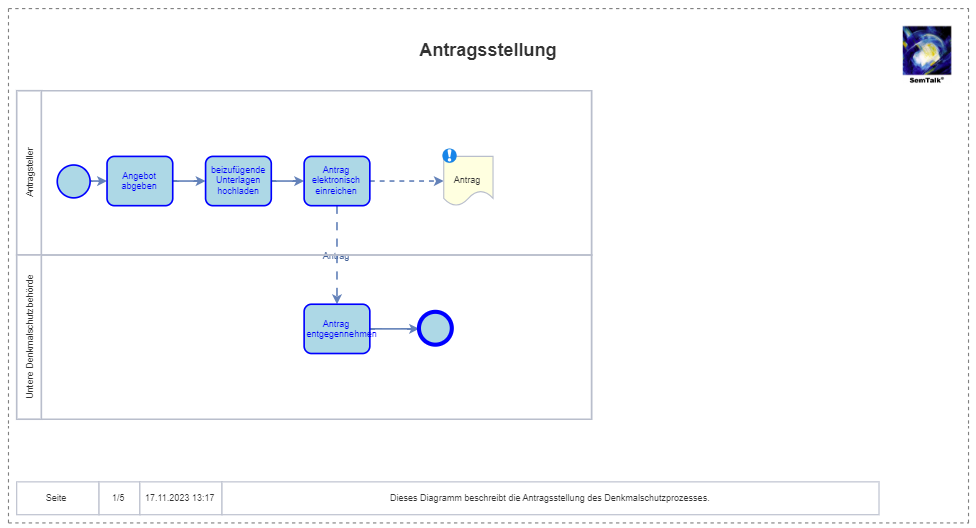 Antragsstellung
SemTalk®
Antragsteller
Angebot
abgeben
beizufügende
Unterlagen
hochladen
Antrag
elektronisch
einreichen
Antrag
Antrag
Untere Denkmalschutzbehörde
Antrag
entgegennehmen
Seite
1/5
17.11.2023 13:17
Dieses Diagramm beschreibt die Antragsstellung des Denkmalschutzprozesses.